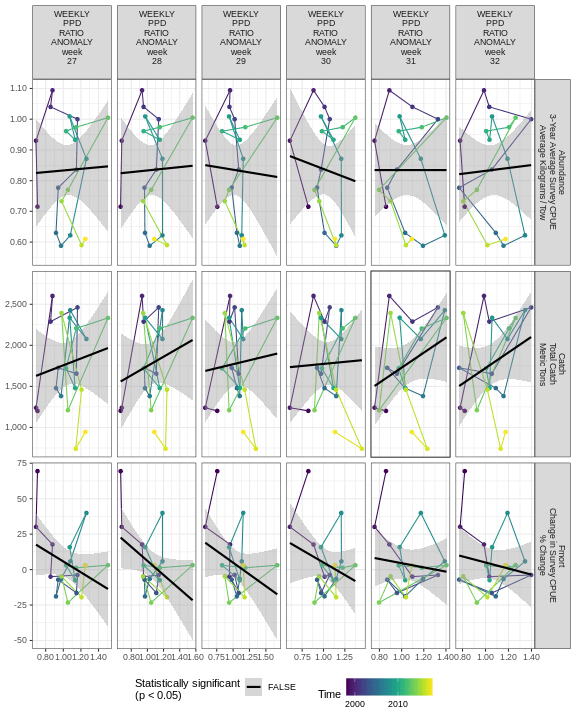 WEEKLY
PPD
RATIO
ANOMALY
week
27
WEEKLY
PPD
RATIO
ANOMALY
week
28
WEEKLY
PPD
RATIO
ANOMALY
week
29
WEEKLY
PPD
RATIO
ANOMALY
week
30
WEEKLY
PPD
RATIO
ANOMALY
week
31
WEEKLY
PPD
RATIO
ANOMALY
week
32
1.10
1.00
0.90
0.80
0.70
0.60
Abundance
3-Year Average Survey CPUE
Average Kilograms / Tow
2,500
2,000
1,500
1,000
Catch
Total Catch
Metric Tons
75
50
25
0
-25
-50
Fmort
Change in Survey CPUE
% Change
0.80 1.00 1.20 1.40
0.80 1.00 1.20 1.40 1.60
0.75 1.00 1.25 1.50
0.75 1.00 1.25
0.80 1.00 1.20 1.40
0.80 1.00 1.20 1.40
Statistically significant
(p < 0.05)
FALSE
Time
2000 2010